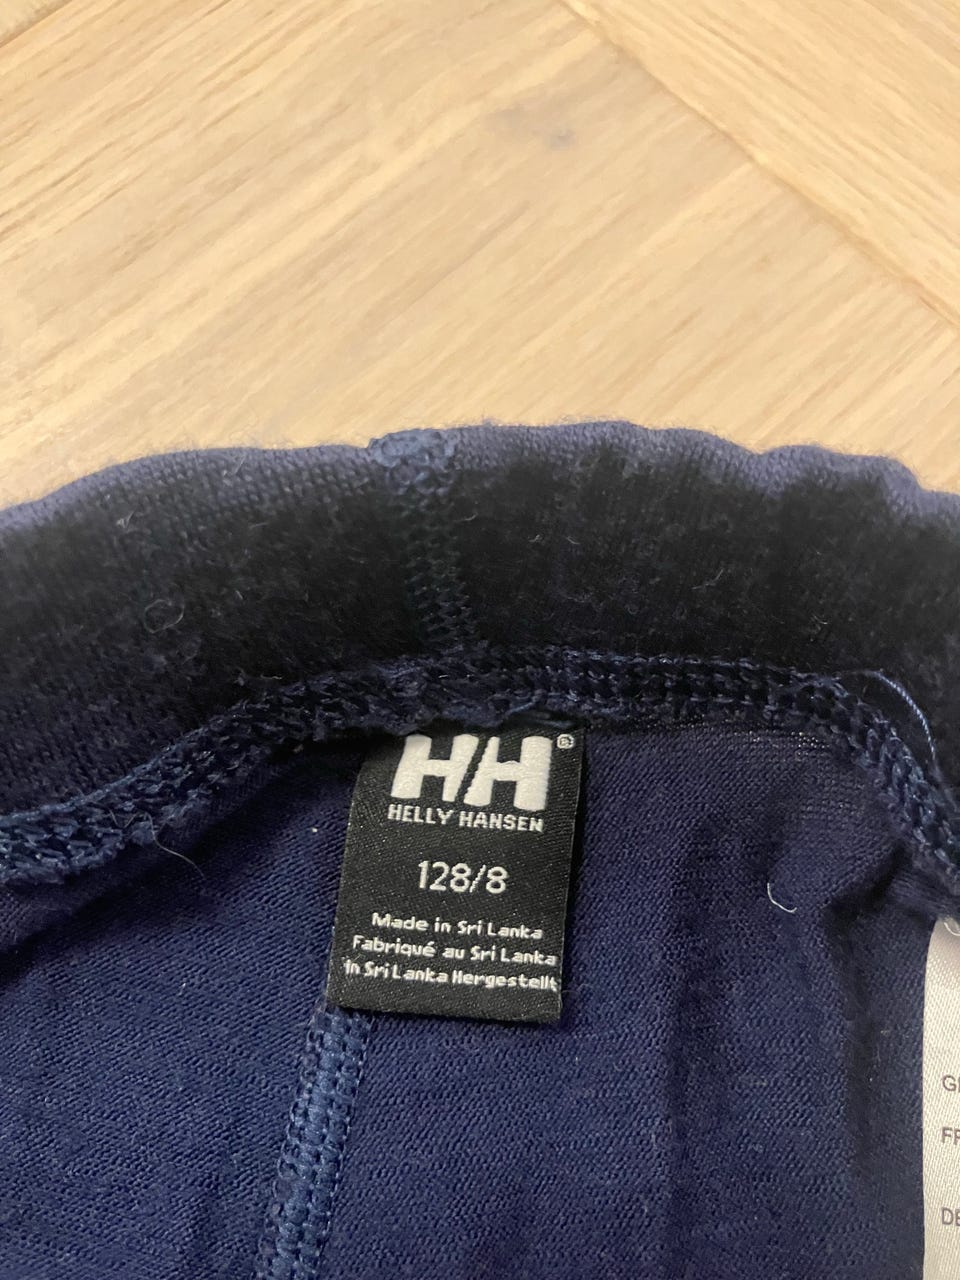 HH®
HELLY HANSEN
128/8
Made in Sri Lanka
Fabriqué au Sri Lanka
in Sri Lanka Hergestellt